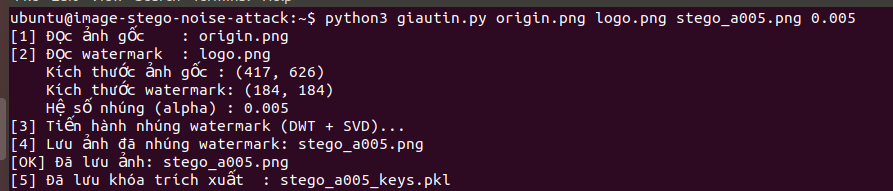 ubuntu@image-stego-noise-attack:~$ python3 giautin.py origin.png logo.png stego_a005.png 0.005
[1] Đọc ảnh gốc    : origin.png
[2] Đọc watermark  : logo.png
    Kích thước ảnh gốc : (417, 626)
    Kích thước watermark: (184, 184)
    Hệ số nhúng (alpha) : 0.005
[3] Tiến hành nhúng watermark (DWT + SVD)...
[4] Lưu ảnh đã nhúng watermark: stego_a005.png
[OK] Đã lưu ảnh: stego_a005.png
[5] Đã lưu khóa trích xuất  : stego_a005_keys.pkl